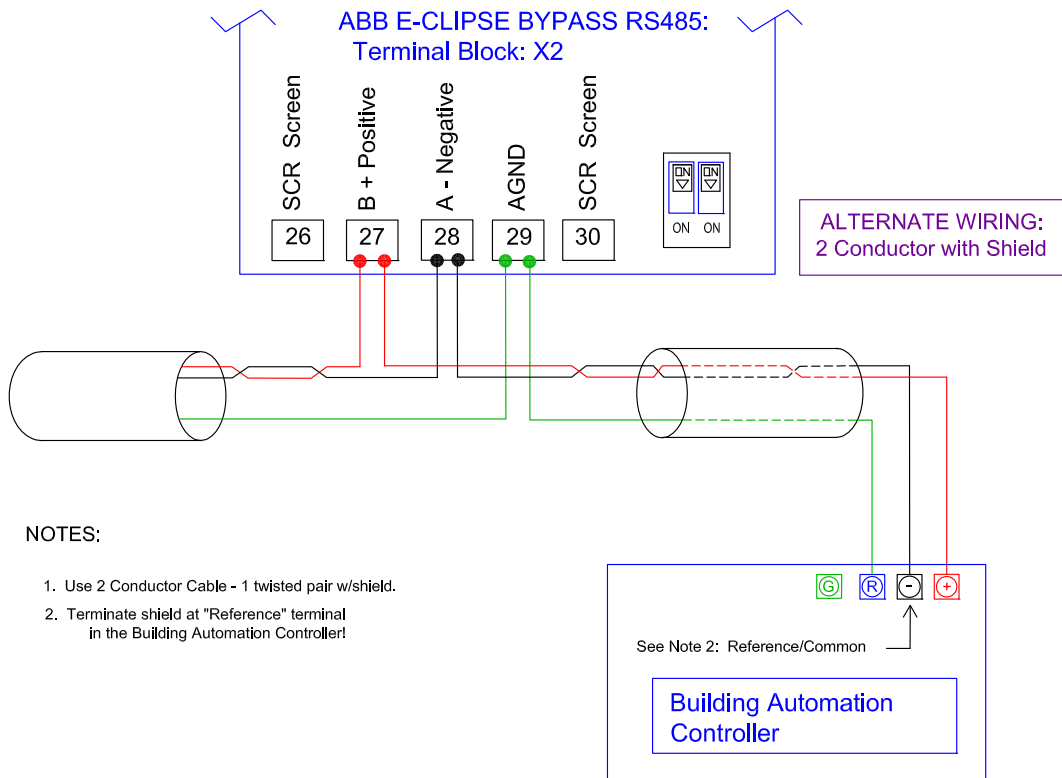 ABB E-CLIPSE BYPASS RS485:
Terminal Block: X2
SCR Screen
B + Positive
A - Negative
AGND
SCR Screen
26
27
28
29
30
ON ON
ON ON
ALTERNATE WIRING:
2 Conductor with Shield
NOTES:
1. Use 2 Conductor Cable - 1 twisted pair w/shield.
2. Terminate shield at "Reference" terminal
in the Building Automation Controller!
G R - +
See Note 2: Reference/Common
Building Automation
Controller